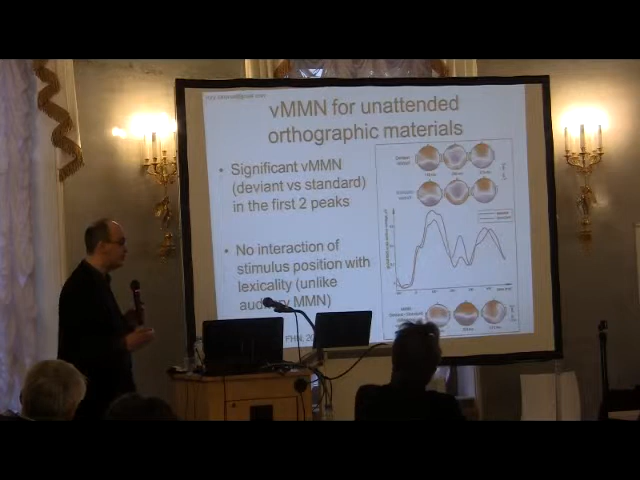 vMMN for unattended
orthographic materials
• Significant vMMN
(deviant vs standard)
in the first 2 peaks
• No interaction of
stimulus position with
lexicality (unlike
auditory MMN)